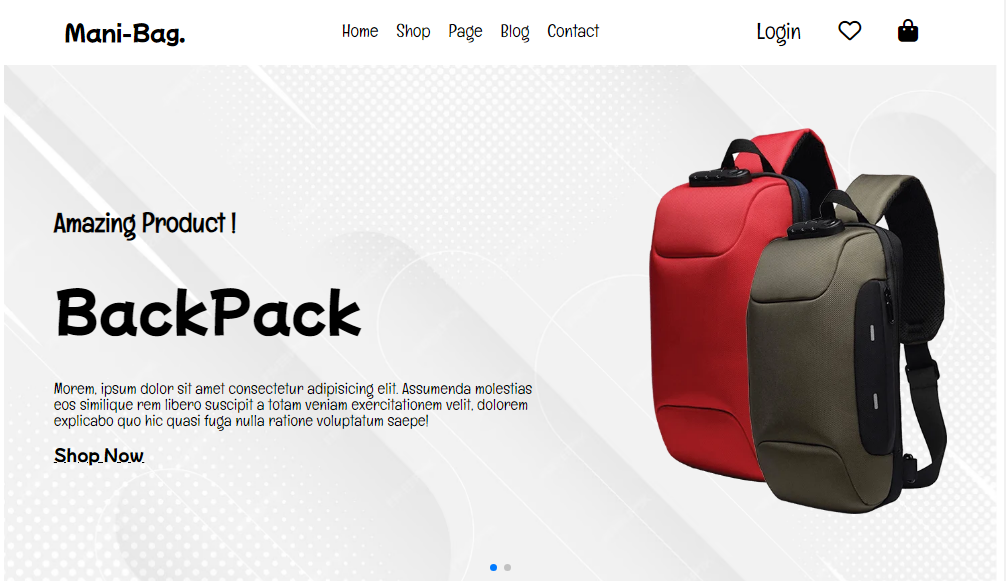 Mani-Bag.
Home Shop Page Blog Contact
Login
Amazing Product !
BackPack
Morem, ipsum dolor sit amet consectetur adipisicing elit. Assumenda molestias
eos similique rem libero suscipit a totam veniam exercitationem velit, dolorem
explicabo quo hic quasi fuga nulla ratione voluptatum saepe!
Shop Now